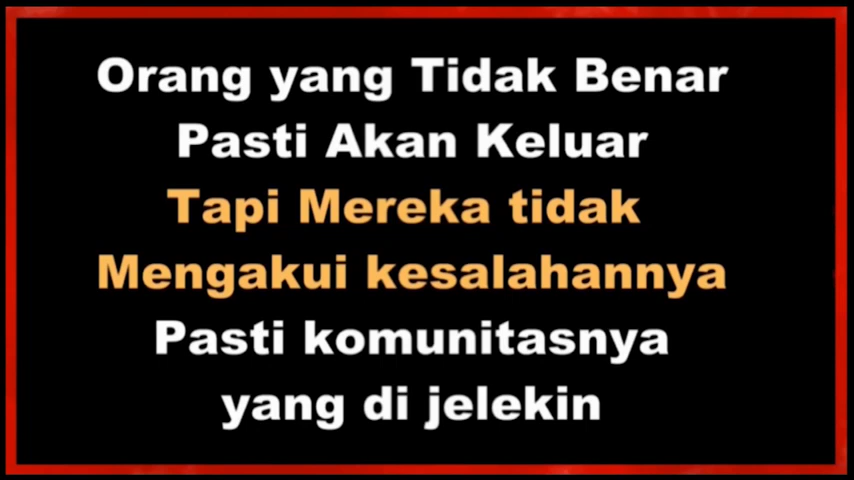 Orang yang Tidak Benar
Pasti Akan Keluar
Tapi Mereka tidak
Mengakui kesalahannya
Pasti komunitasnya
yang di jelekin